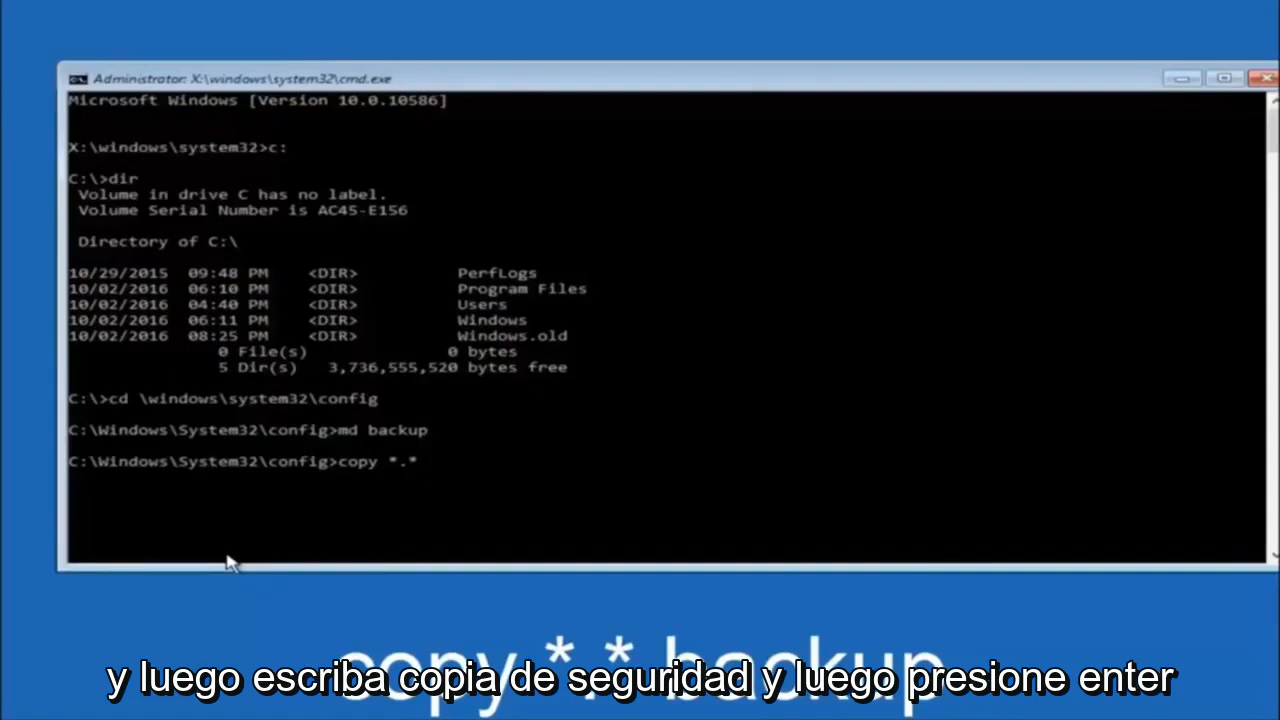 Administrator: X:\windows\system32\cmd.exe
Microsoft Windows [Version 10.0.10586]
X:\windows\system32>c:
C:\>dir
Volume in drive C has no label.
Volume Serial Number is AC45-E156
Directory of C:\
10/29/2015 09:48 PM <DIR> PerfLogs
10/02/2016 06:10 PM <DIR> Program Files
10/02/2016 04:40 PM <DIR> Users
10/02/2016 06:11 PM <DIR> Windows
10/02/2016 08:25 PM <DIR> Windows.old
0 File(s) 0 bytes
5 Dir(s) 3,736,555,520 bytes free
C:\>cd \windows\system32\config
C:\Windows\System32\config>md backup
C:\Windows\System32\config>copy *.*
copy *.* backup
y luego escriba copia de seguridad y luego presione enter